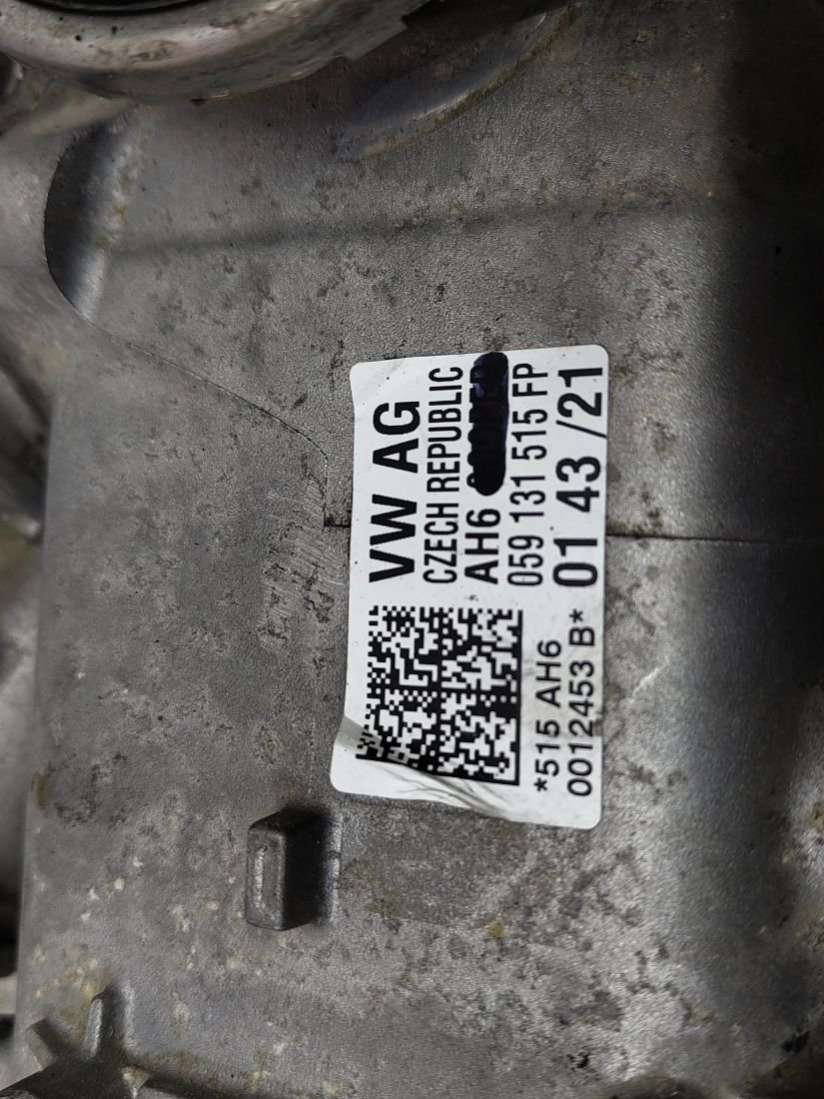 VW AG
CZECH REPUBLIC
AH6
059 131 515 FP
01 43 /21
*515 AH6
0012453 B*